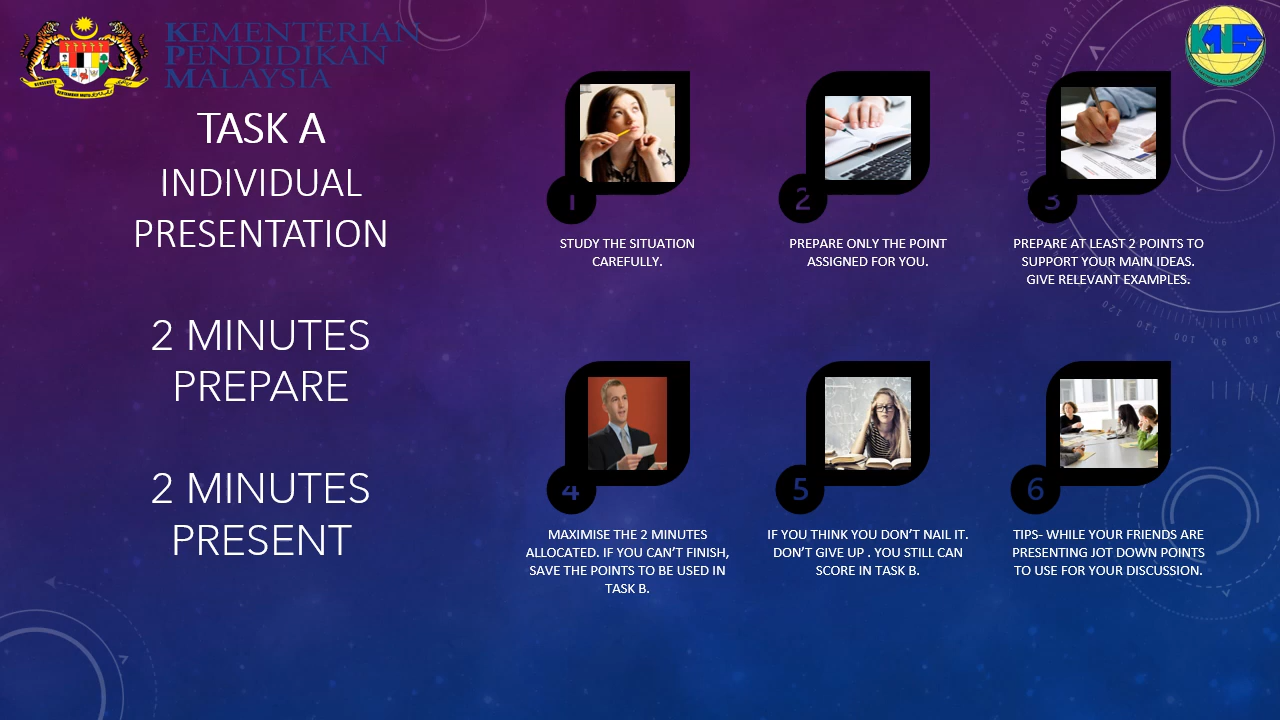 KEMENTERIAN
PENDIDIKAN
MALAYSIA
KTS
TASK A
INDIVIDUAL
PRESENTATION
2 MINUTES
PREPARE
2 MINUTES
PRESENT
1
STUDY THE SITUATION
CAREFULLY.
2
PREPARE ONLY THE POINT
ASSIGNED FOR YOU.
3
PREPARE AT LEAST 2 POINTS TO
SUPPORT YOUR MAIN IDEAS.
GIVE RELEVANT EXAMPLES.
4
MAXIMISE THE 2 MINUTES
ALLOCATED. IF YOU CAN’T FINISH,
SAVE THE POINTS TO BE USED IN
TASK B.
5
IF YOU THINK YOU DON’T NAIL IT.
DON’T GIVE UP . YOU STILL CAN
SCORE IN TASK B.
6
TIPS- WHILE YOUR FRIENDS ARE
PRESENTING JOT DOWN POINTS
TO USE FOR YOUR DISCUSSION.